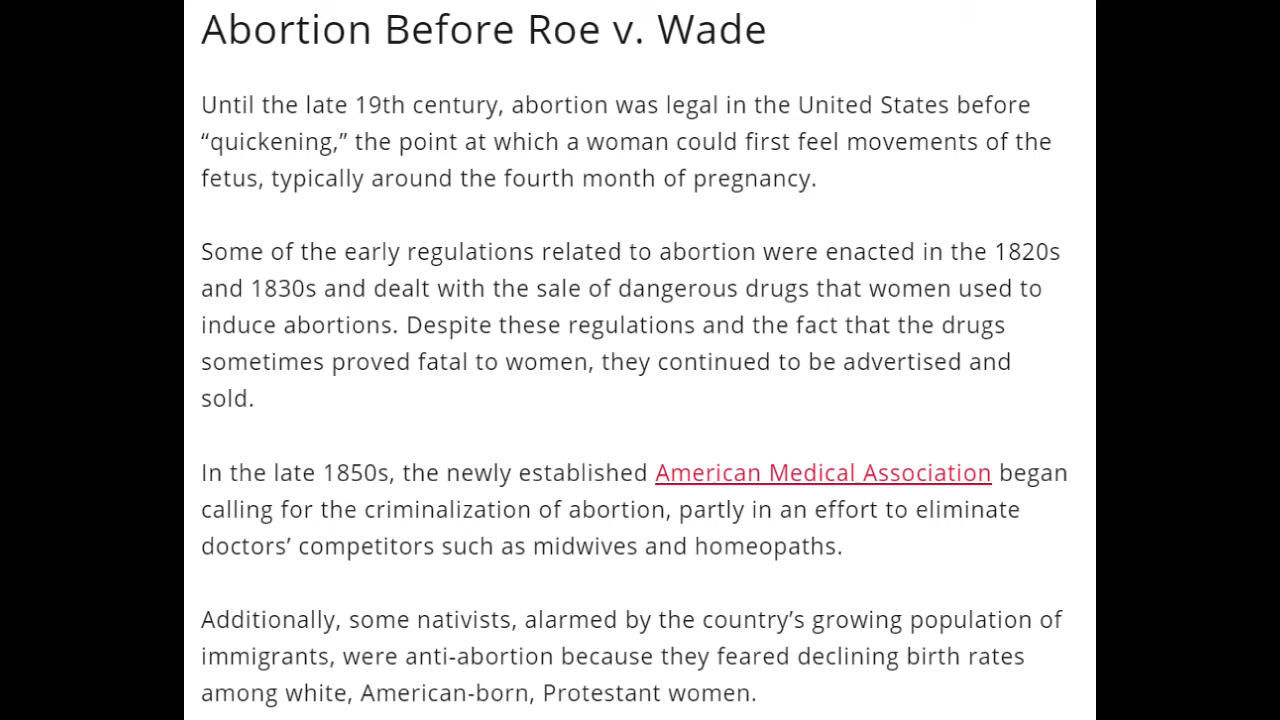 Abortion Before Roe v. Wade
Until the late 19th century, abortion was legal in the United States before
“quickening,” the point at which a woman could first feel movements of the
fetus, typically around the fourth month of pregnancy.
Some of the early regulations related to abortion were enacted in the 1820s
and 1830s and dealt with the sale of dangerous drugs that women used to
induce abortions. Despite these regulations and the fact that the drugs
sometimes proved fatal to women, they continued to be advertised and
sold.
In the late 1850s, the newly established American Medical Association began
calling for the criminalization of abortion, partly in an effort to eliminate
doctors’ competitors such as midwives and homeopaths.
Additionally, some nativists, alarmed by the country’s growing population of
immigrants, were anti-abortion because they feared declining birth rates
among white, American-born, Protestant women.